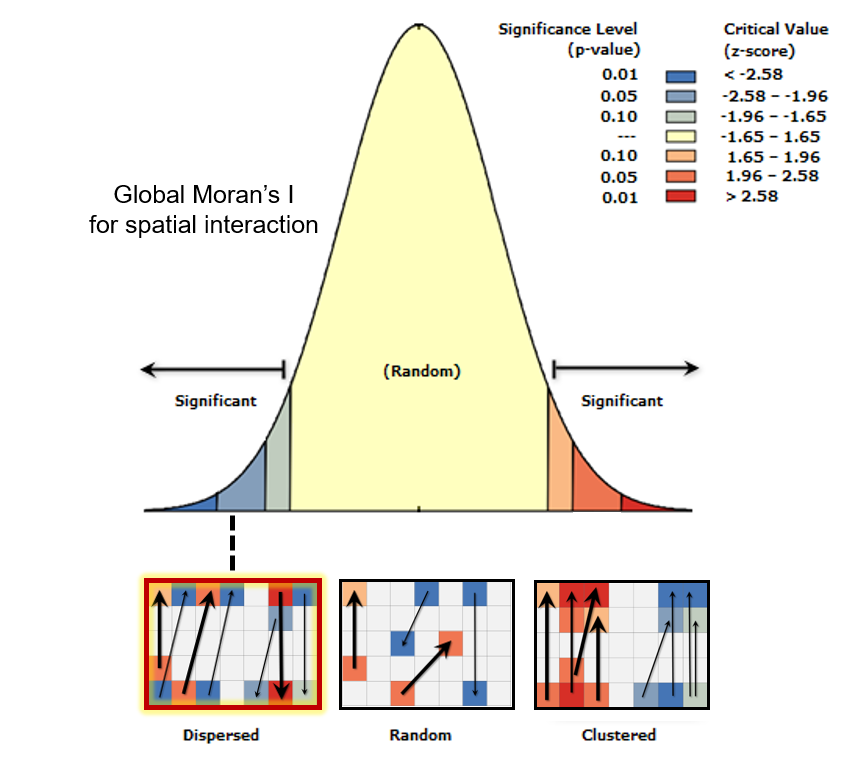 Significance Level
(p-value)
Critical Value
(z-score)
0.01 < -2.58
0.05 -2.58 – -1.96
0.10 -1.96 – -1.65
--- -1.65 – 1.65
0.10 1.65 – 1.96
0.05 1.96 – 2.58
0.01 > 2.58
Global Moran’s I
for spatial interaction
(Random)
Significant
Significant
Dispersed
Random
Clustered